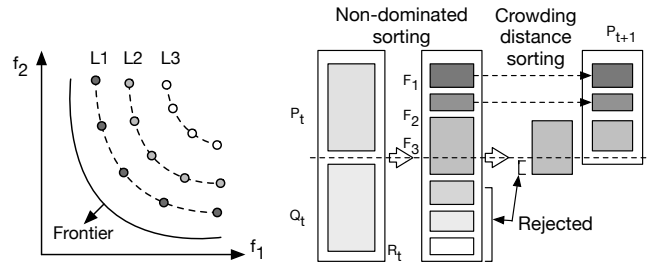 f2
L1 L2 L3
Frontier
f1
Non-dominated
sorting
Crowding
distance
sorting
Pt+1
Pt
F1
F2
F3
Qt
Rt
Rejected